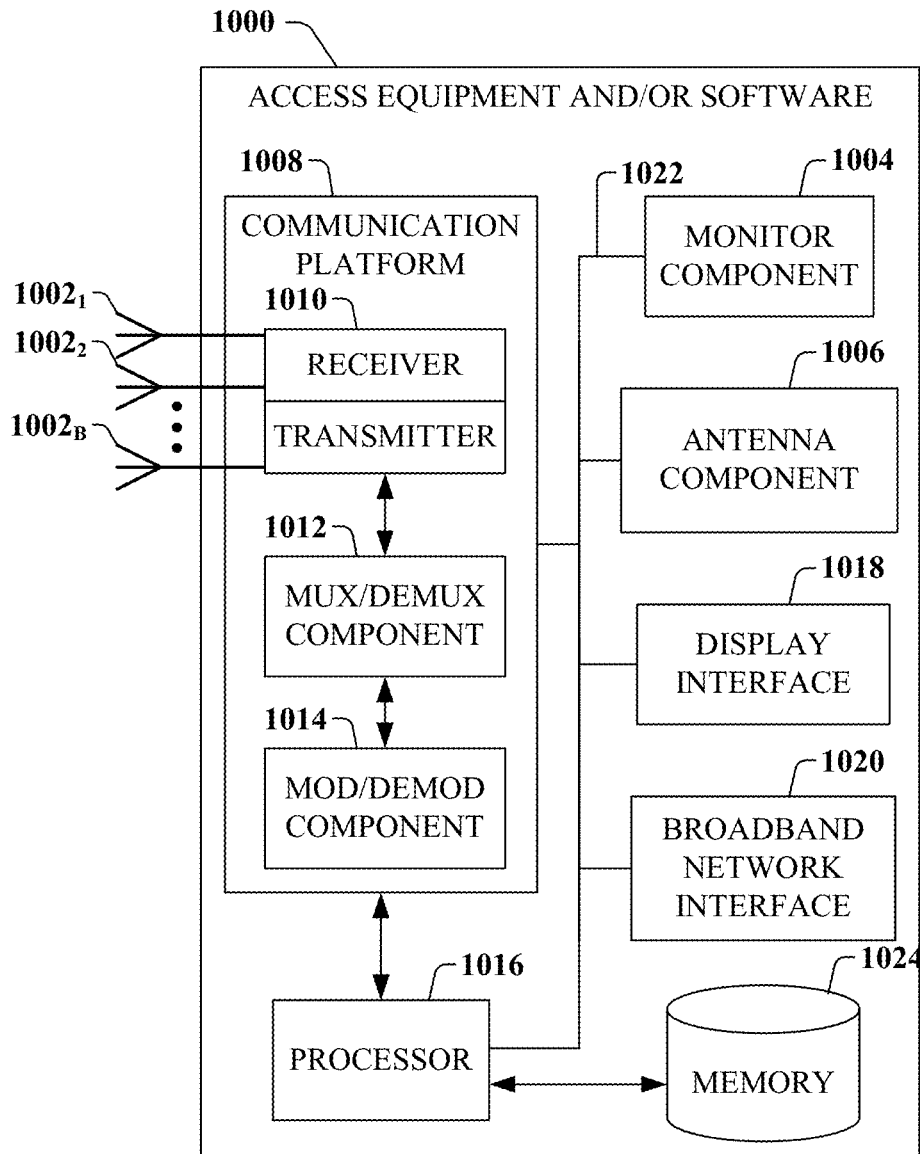 1000
ACCESS EQUIPMENT AND/OR SOFTWARE
1008
COMMUNICATION
PLATFORM
1002₁
1002₂
1002_B
1010
RECEIVER
TRANSMITTER
1012
MUX/DEMUX
COMPONENT
1014
MOD/DEMOD
COMPONENT
1016
PROCESSOR
1022
1004
MONITOR
COMPONENT
1006
ANTENNA
COMPONENT
1018
DISPLAY
INTERFACE
1020
BROADBAND
NETWORK
INTERFACE
1024
MEMORY